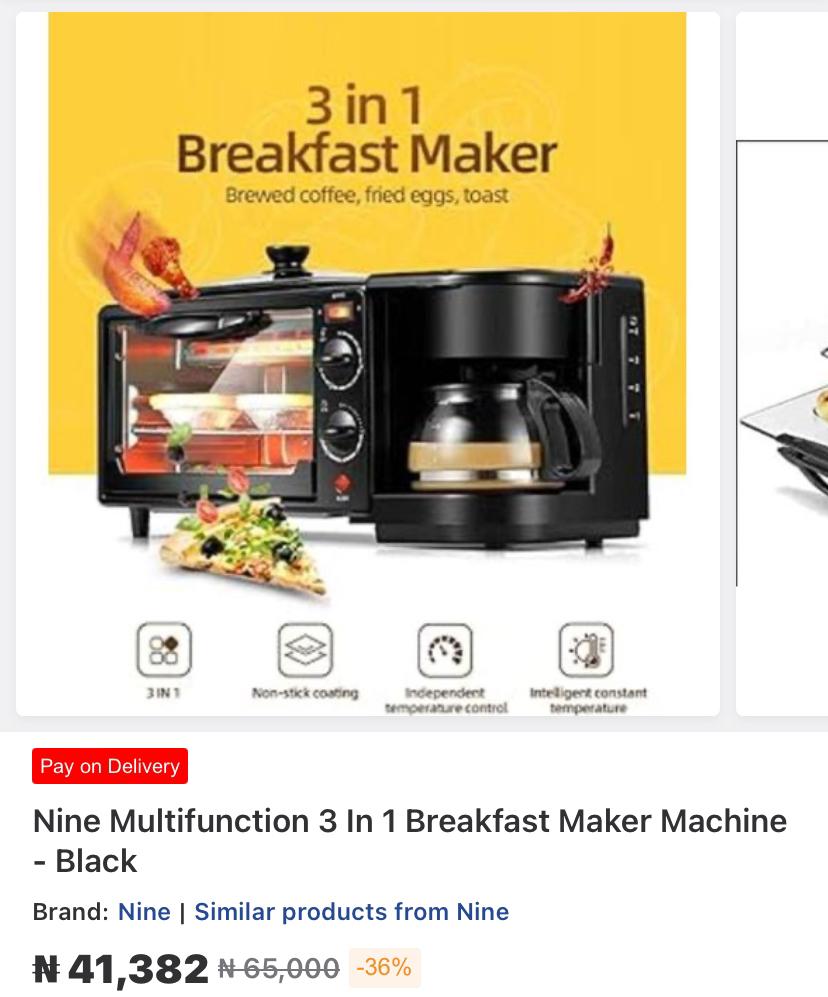 3 in 1
Breakfast Maker
Brewed coffee, fried eggs, toast
3 IN 1
Non-stick coating
Independent
temperature control
Intelligent constant
temperature
Pay on Delivery
Nine Multifunction 3 In 1 Breakfast Maker Machine
- Black
Brand: Nine | Similar products from Nine
₦ 41,382 ₦ 65,000 -36%